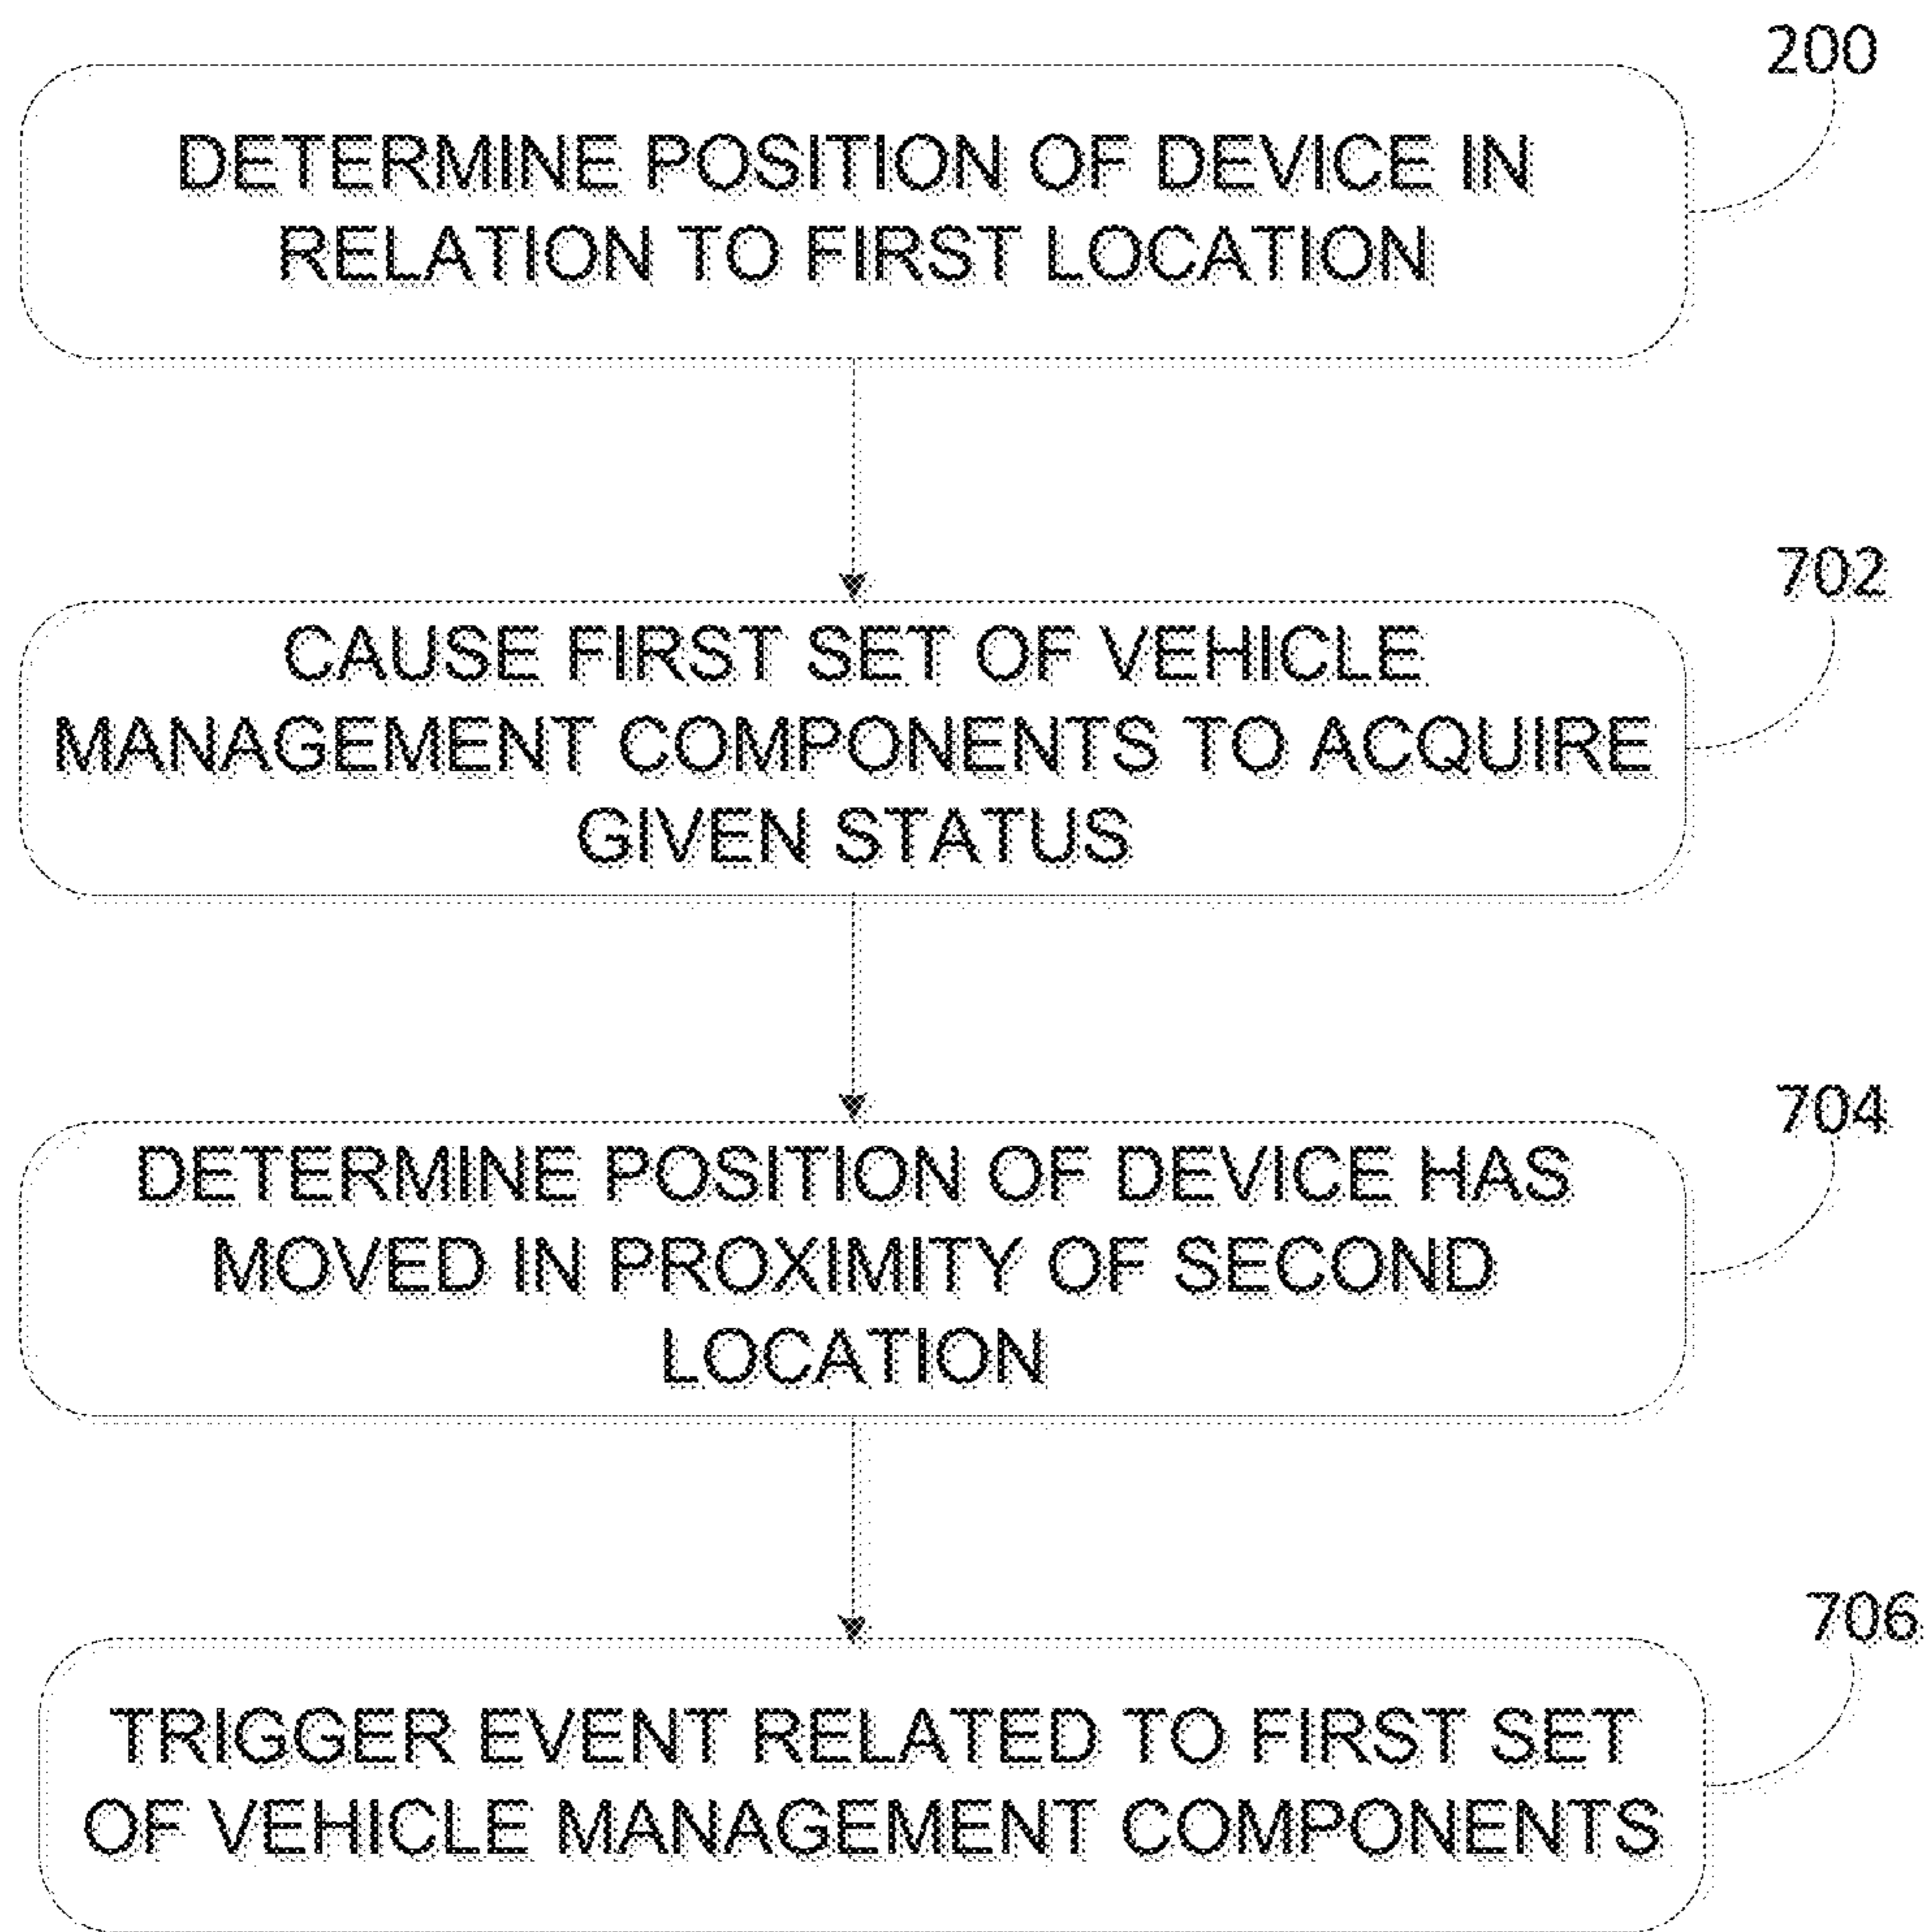 200
DETERMINE POSITION OF DEVICE IN
RELATION TO FIRST LOCATION
702
CAUSE FIRST SET OF VEHICLE
MANAGEMENT COMPONENTS TO ACQUIRE
GIVEN STATUS
704
DETERMINE POSITION OF DEVICE HAS
MOVED IN PROXIMITY OF SECOND
LOCATION
706
TRIGGER EVENT RELATED TO FIRST SET
OF VEHICLE MANAGEMENT COMPONENTS